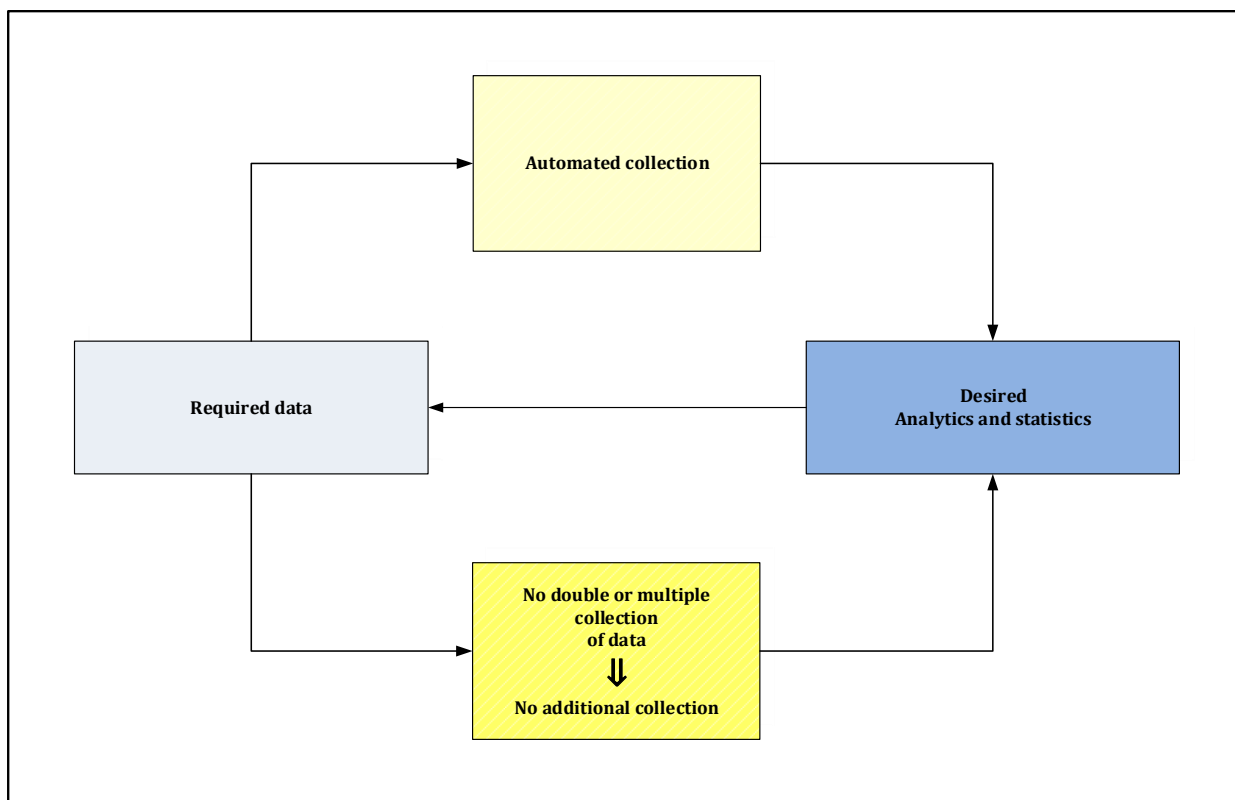 Automated collection
Required data
Desired
Analytics and statistics
No double or multiple
collection
of data
⇓
No additional collection